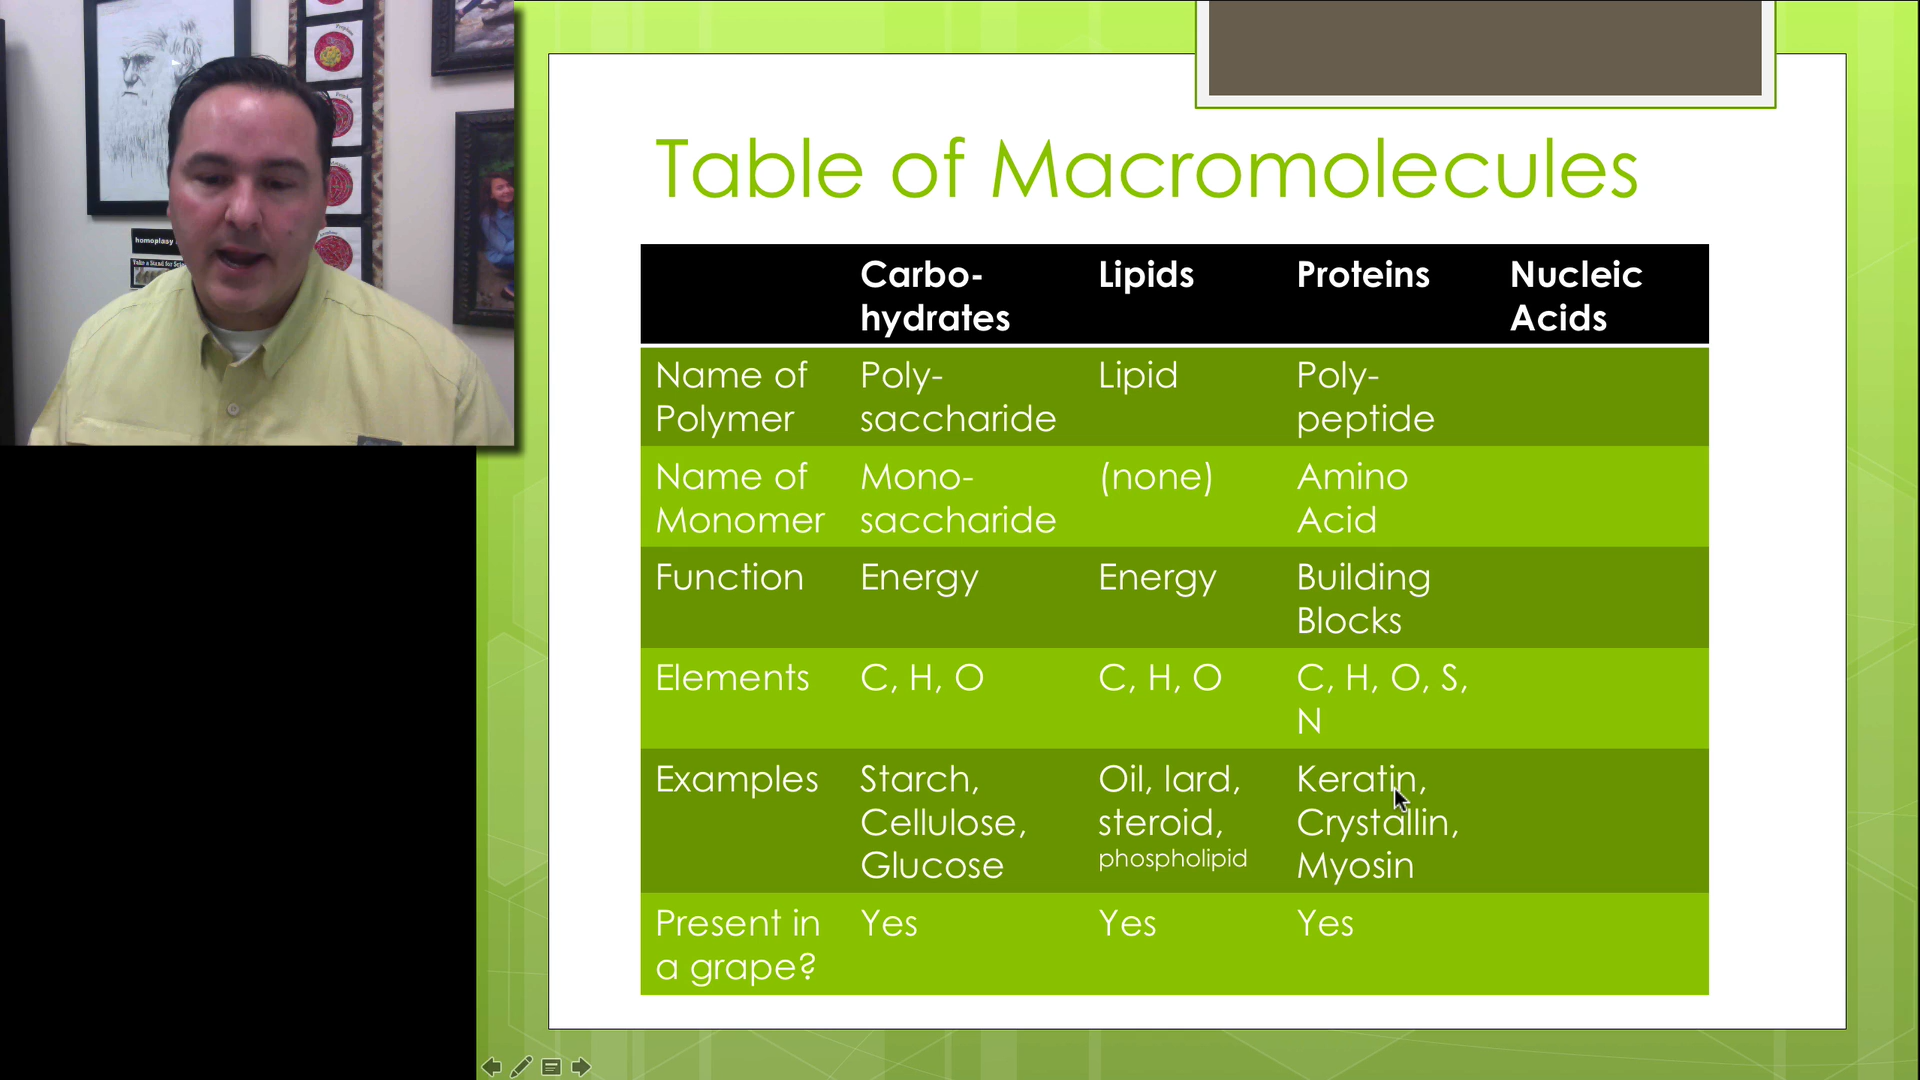 homoplasy
Table of Macromolecules
Carbo-
hydrates
Lipids
Proteins
Nucleic
Acids
Name of
Polymer
Poly-
saccharide
Lipid
Poly-
peptide
Name of
Monomer
Mono-
saccharide
(none)
Amino
Acid
Function
Energy
Energy
Building
Blocks
Elements
C, H, O
C, H, O
C, H, O, S,
N
Examples
Starch,
Cellulose,
Glucose
Oil, lard,
steroid,
phospholipid
Keratin,
Crystallin,
Myosin
Present in
a grape?
Yes
Yes
Yes